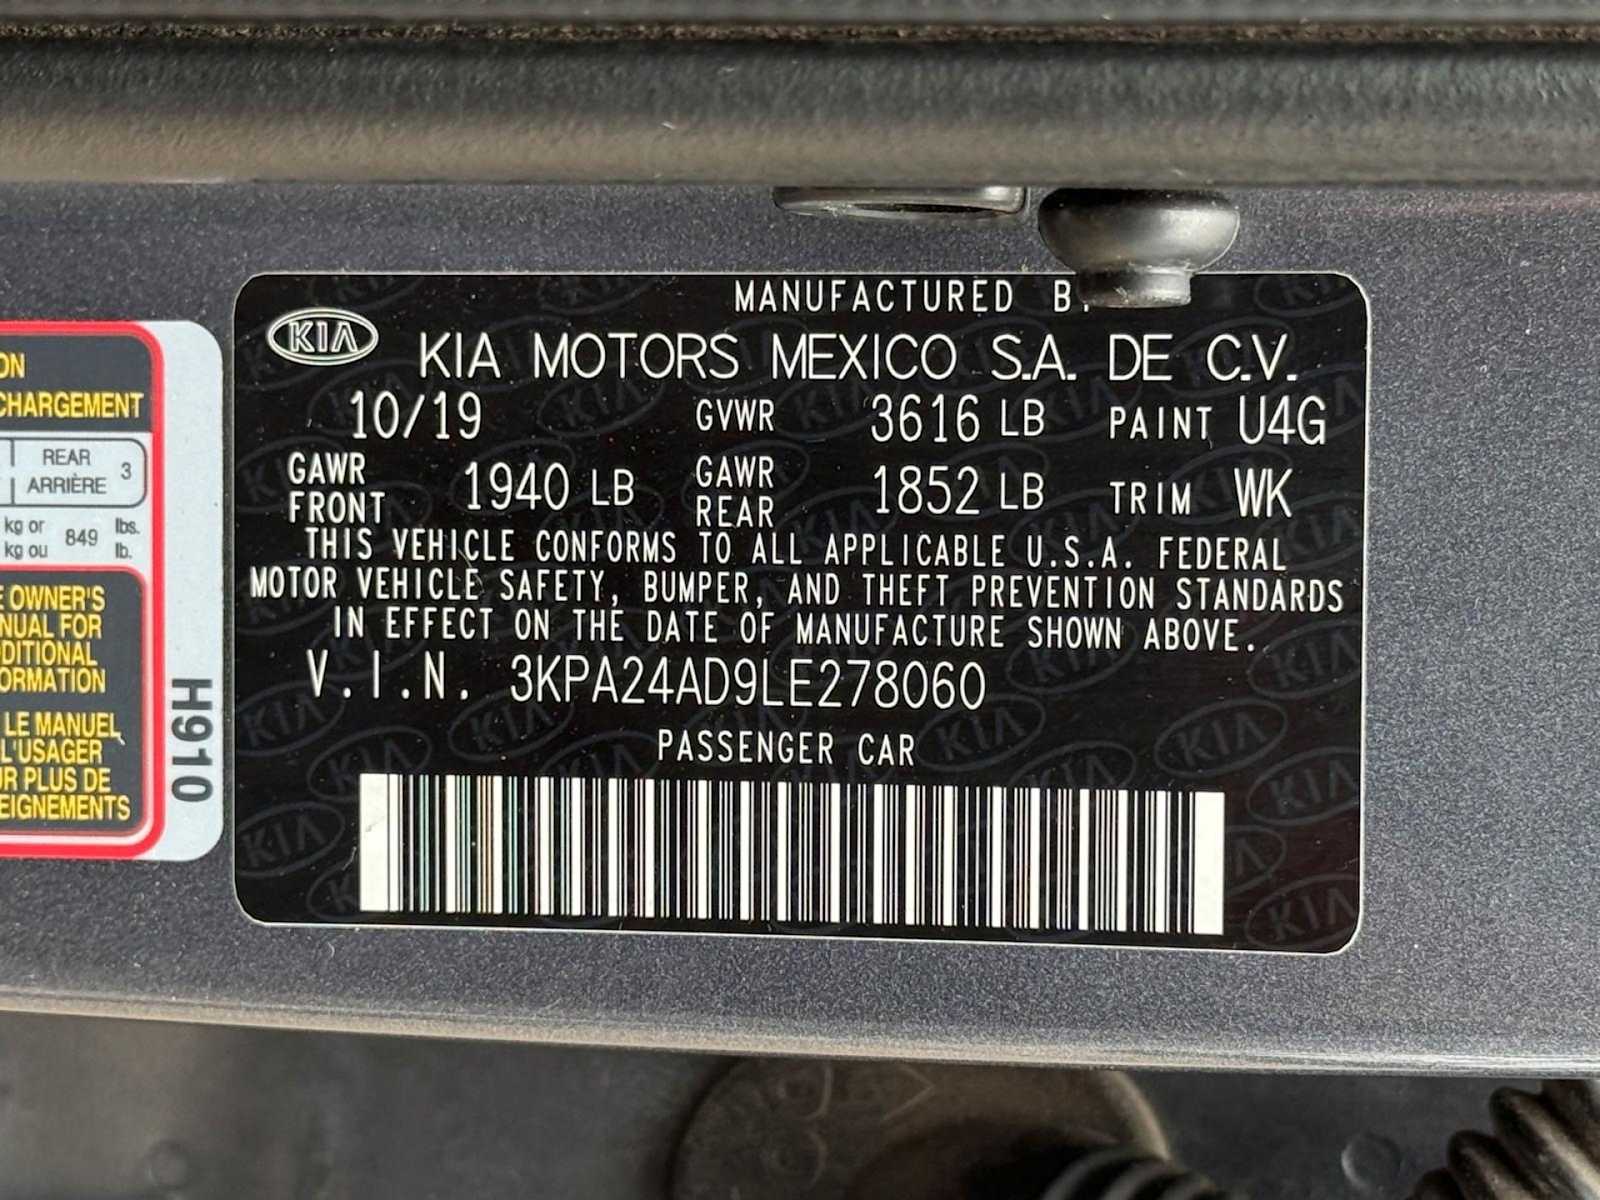 MANUFACTURED
KIA
KIA MOTORS MEXICO S.A. DE C.V.
10/19 GVWR 3616 LB PAINT U4G
GAWR FRONT 1940 LB GAWR REAR 1852 LB TRIM WK
THIS VEHICLE CONFORMS TO ALL APPLICABLE U.S.A. FEDERAL
MOTOR VEHICLE SAFETY, BUMPER, AND THEFT PREVENTION STANDARDS
IN EFFECT ON THE DATE OF MANUFACTURE SHOWN ABOVE.
V.I.N. 3KPA24AD9LE278060
PASSENGER CAR
ON
CHARGEMENT
REAR 3
ARRIÈRE
kg or 849 lbs.
kg ou lb.
E OWNER'S
NUAL FOR
DITIONAL
ORMATION
LE MANUEL
L'USAGER
UR PLUS DE
EIGNEMENTS
H910